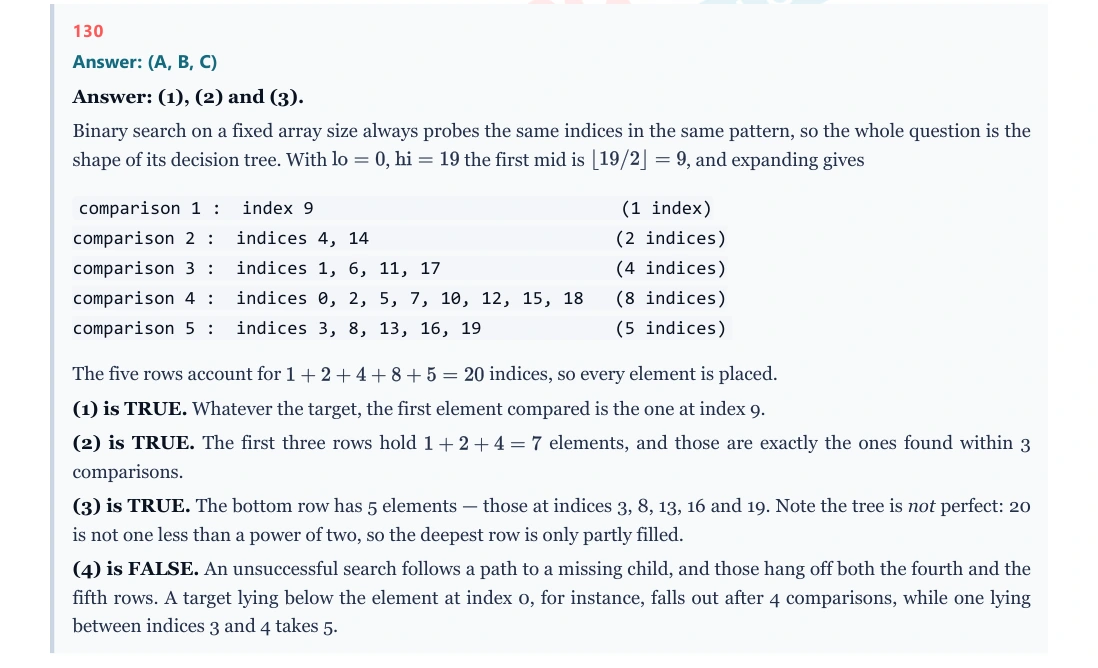 130
Answer: (A, B, C)
Answer: (1), (2) and (3).
Binary search on a fixed array size always probes the same indices in the same pattern, so the whole question is the
shape of its decision tree. With lo = 0, hi = 19 the first mid is ⌊19/2⌋ = 9, and expanding gives
comparison 1 : index 9 (1 index)
comparison 2 : indices 4, 14 (2 indices)
comparison 3 : indices 1, 6, 11, 17 (4 indices)
comparison 4 : indices 0, 2, 5, 7, 10, 12, 15, 18 (8 indices)
comparison 5 : indices 3, 8, 13, 16, 19 (5 indices)
The five rows account for 1 + 2 + 4 + 8 + 5 = 20 indices, so every element is placed.
(1) is TRUE. Whatever the target, the first element compared is the one at index 9.
(2) is TRUE. The first three rows hold 1 + 2 + 4 = 7 elements, and those are exactly the ones found within 3
comparisons.
(3) is TRUE. The bottom row has 5 elements — those at indices 3, 8, 13, 16 and 19. Note the tree is not perfect: 20
is not one less than a power of two, so the deepest row is only partly filled.
(4) is FALSE. An unsuccessful search follows a path to a missing child, and those hang off both the fourth and the
fifth rows. A target lying below the element at index 0, for instance, falls out after 4 comparisons, while one lying
between indices 3 and 4 takes 5.